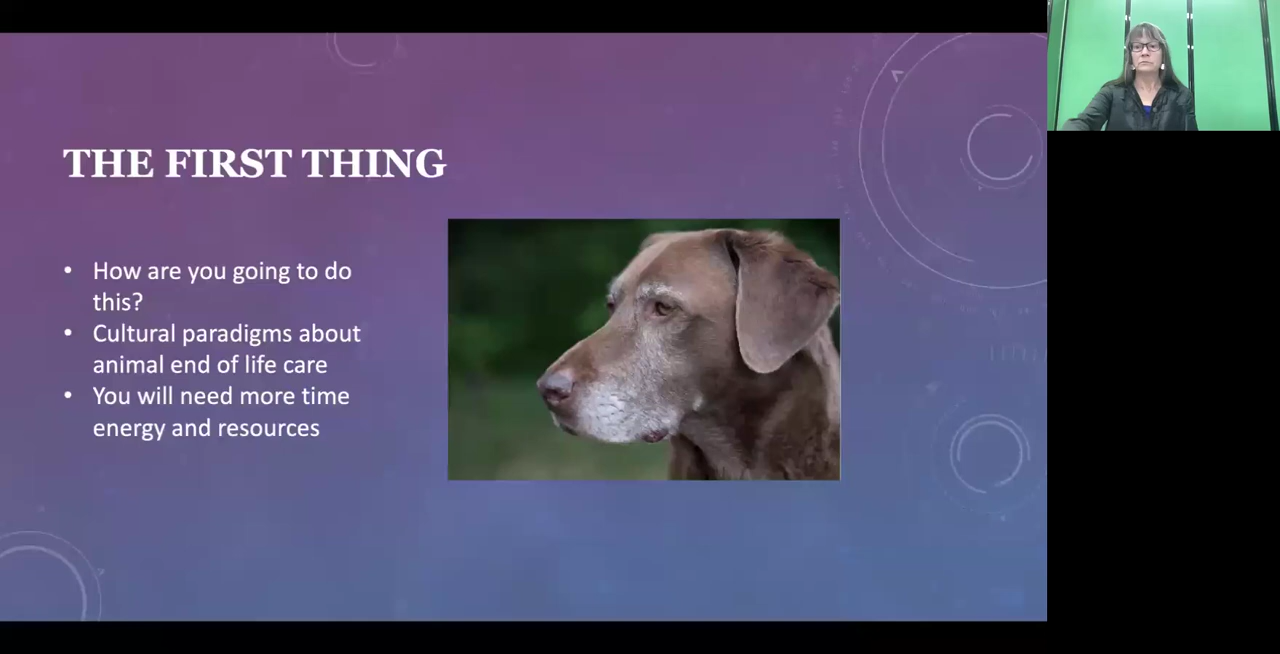 THE FIRST THING
• How are you going to do
this?
• Cultural paradigms about
animal end of life care
• You will need more time
energy and resources